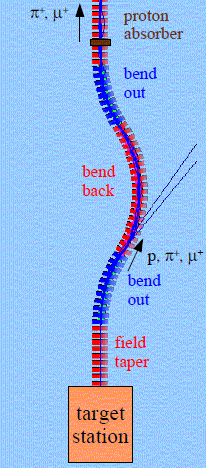 π+, μ+
proton
absorber
bend
out
bend
back
p, π+, μ+
bend
out
field
taper
target
station